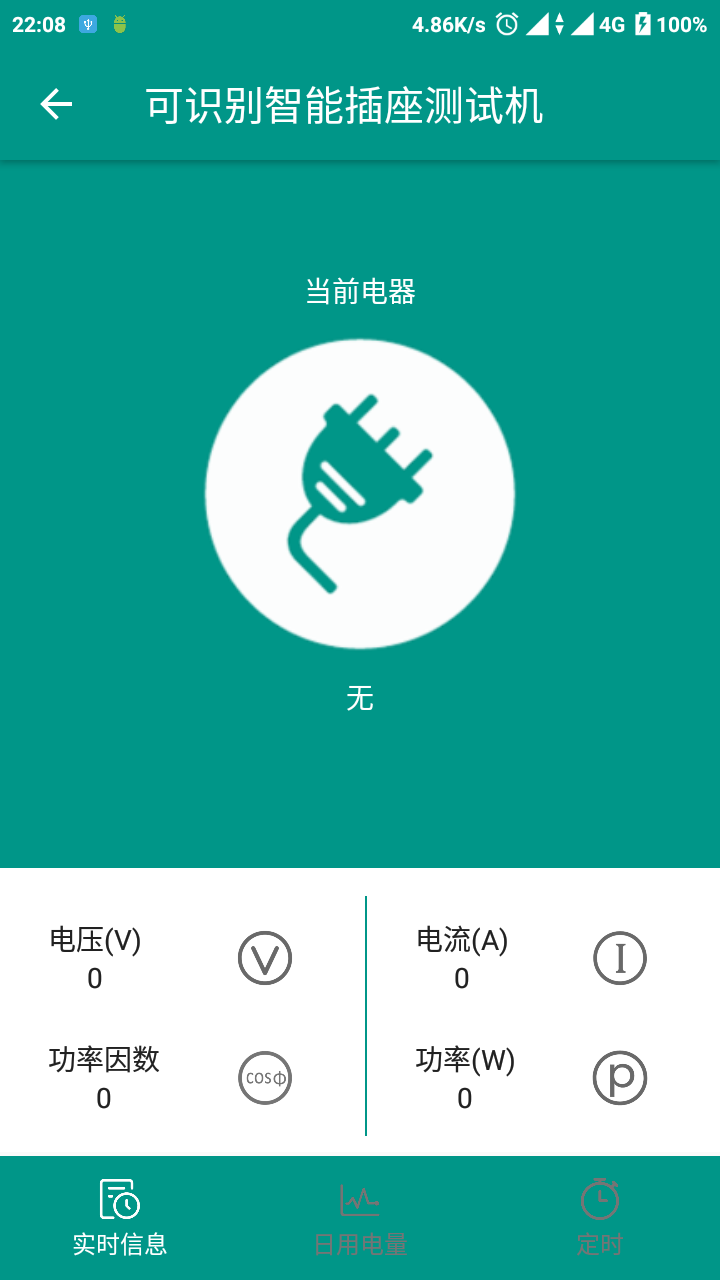 22:08 4.86K/s 4G 100%
可识别智能插座测试机
当前电器
无
电压(V) V 电流(A) I
0 0
功率因数 cosΦ 功率(W) p
0 0
实时信息 日用电量 定时